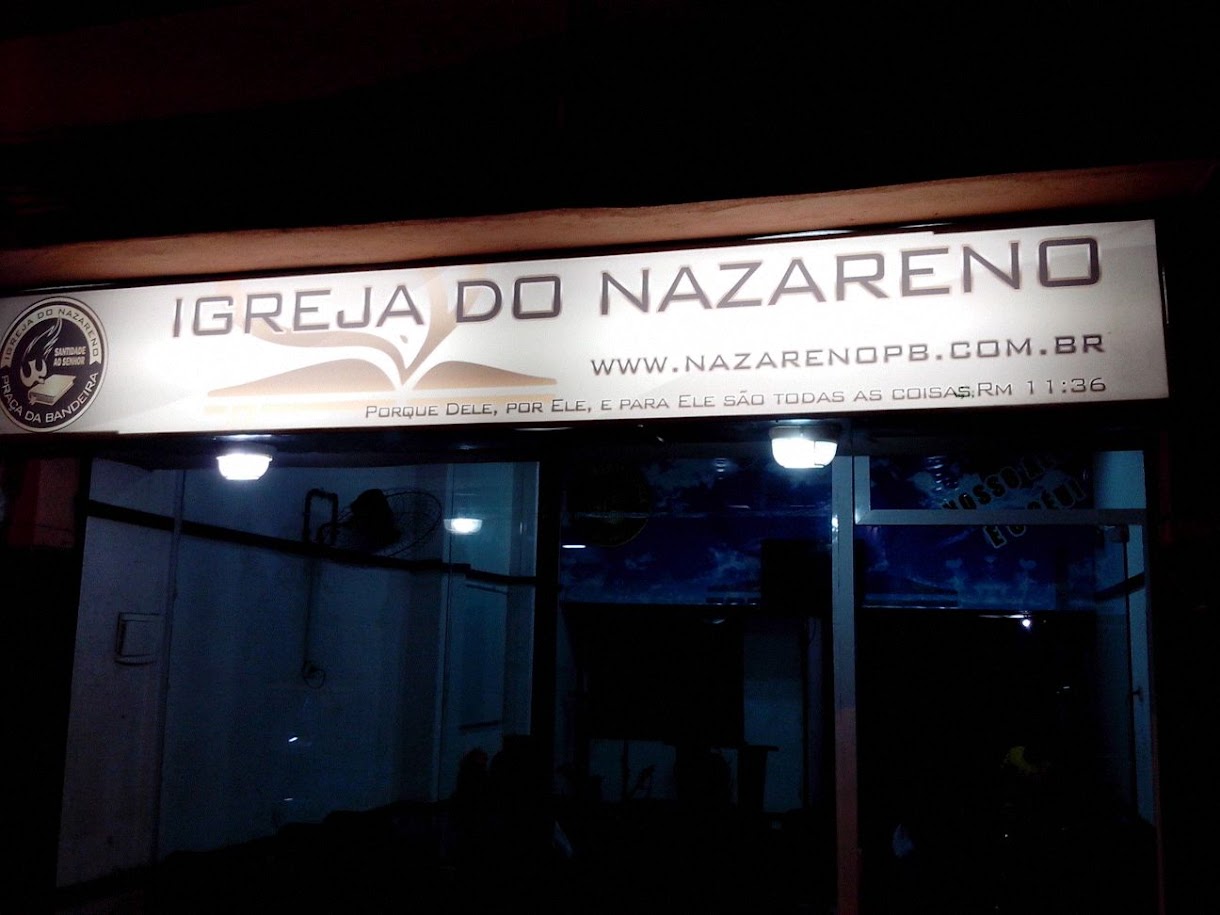 IGREJA DO NAZARENO
WWW.NAZARENOPB.COM.BR
PORQUE DELE, POR ELE, E PARA ELE SÃO TODAS AS COISAS.RM 11:36
IGREJA DO NAZARENO
SANTIDADE
AO SENHOR
PRAÇA DA BANDEIRA